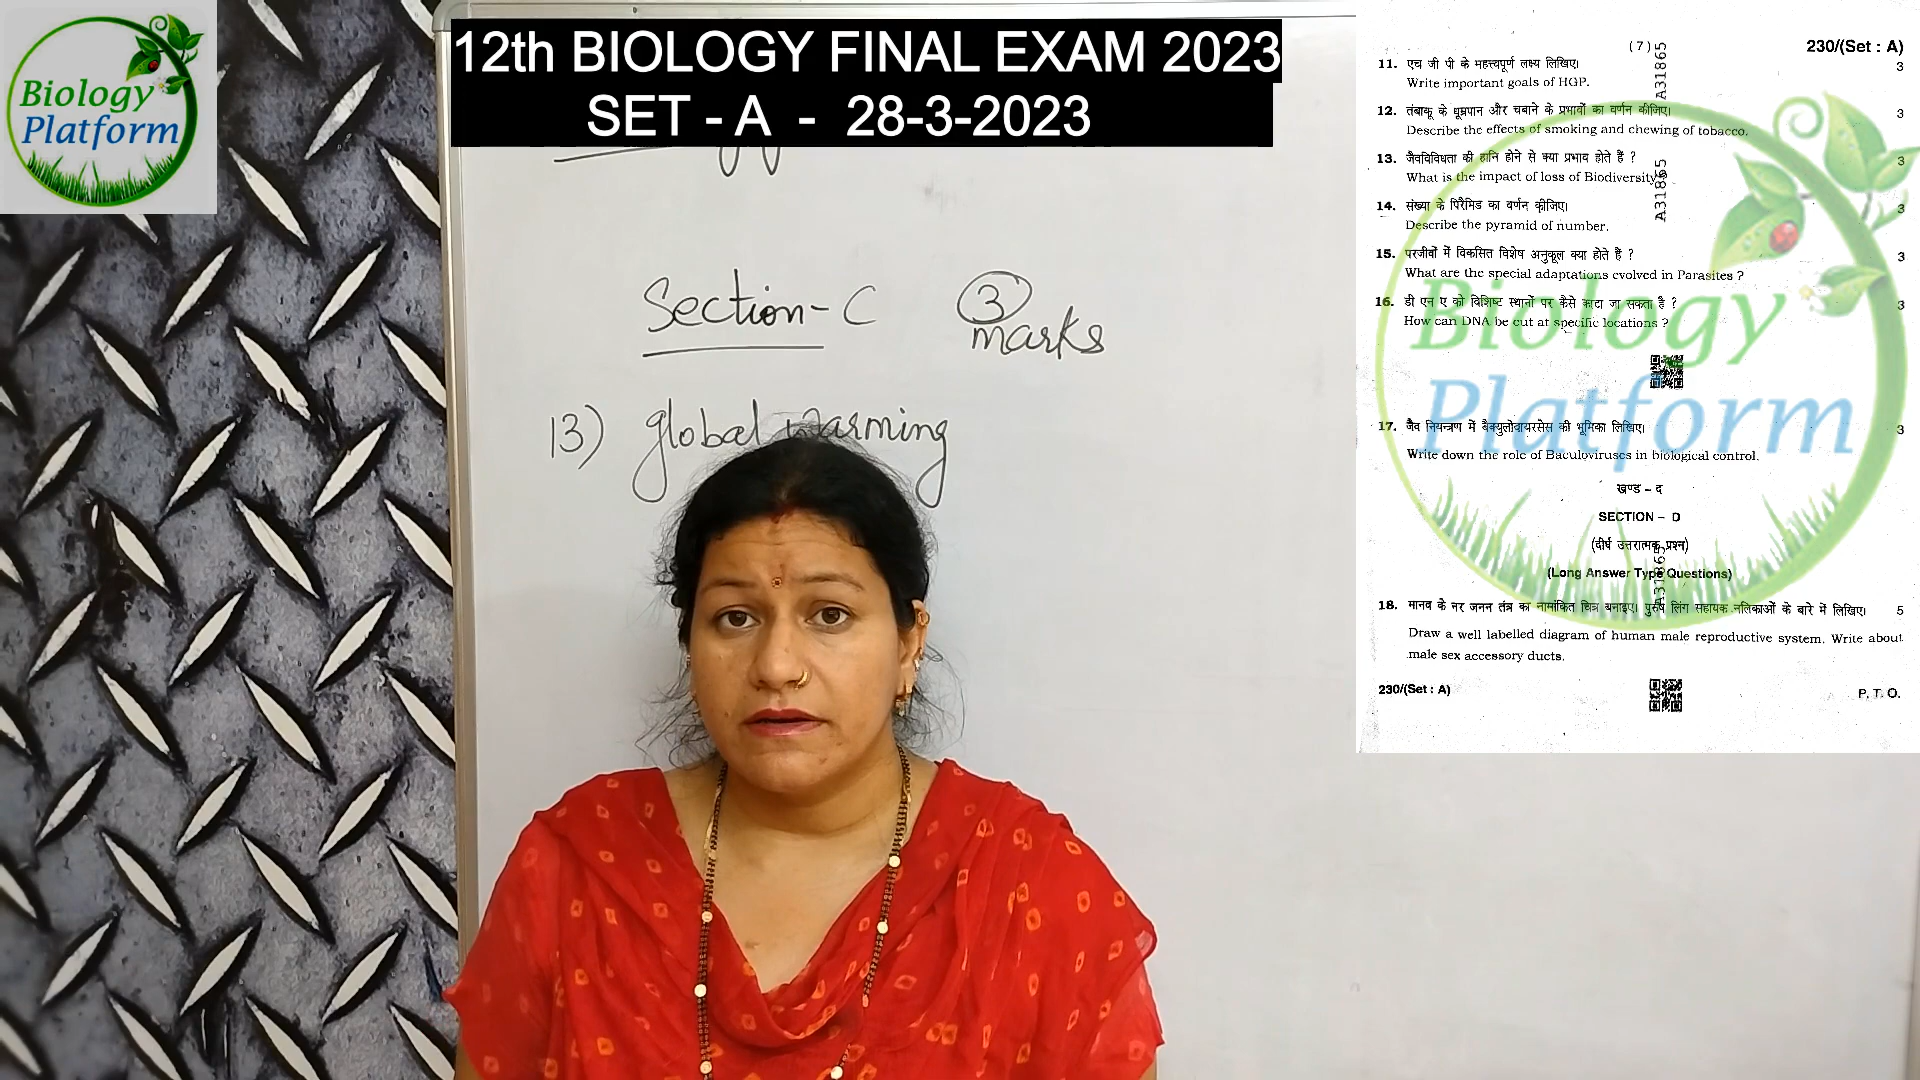 Biology
Platform
12th BIOLOGY FINAL EXAM 2023
SET - A - 28-3-2023
Section-C 3 marks
13) global warming
(7) 230/(Set : A)
11. एच जी पी के महत्त्वपूर्ण लक्ष्य लिखिए। 3
Write important goals of HGP.
12. तंबाकू के धूम्रपान और चबाने के प्रभावों का वर्णन कीजिए। 3
Describe the effects of smoking and chewing of tobacco.
13. जैवविविधता की हानि होने से क्या प्रभाव होते हैं ? 3
What is the impact of loss of Biodiversity
14. संख्या के पिरैमिड का वर्णन कीजिए। 3
Describe the pyramid of number.
15. परजीवों में विकसित विशेष अनुकूल क्या होते हैं ? 3
What are the special adaptations evolved in Parasites ?
16. डी एन ए को विशिष्ट स्थानों पर कैसे काटा जा सकता है ? 3
How can DNA be cut at specific locations ?
17. जैव नियन्त्रण में बैक्युलोवायरसेस की भूमिका लिखिए। 3
Write down the role of Baculoviruses in biological control.
खण्ड – द
SECTION – D
(दीर्घ उत्तरात्मक प्रश्न)
(Long Answer Type Questions)
18. मानव के नर जनन तंत्र का नामांकित चित्र बनाइए। पुरुष लिंग सहायक नलिकाओं के बारे में लिखिए। 5
Draw a well labelled diagram of human male reproductive system. Write about
male sex accessory ducts.
230/(Set : A) P. T. O.
A31865
A31865
A31865
Biology
Platform